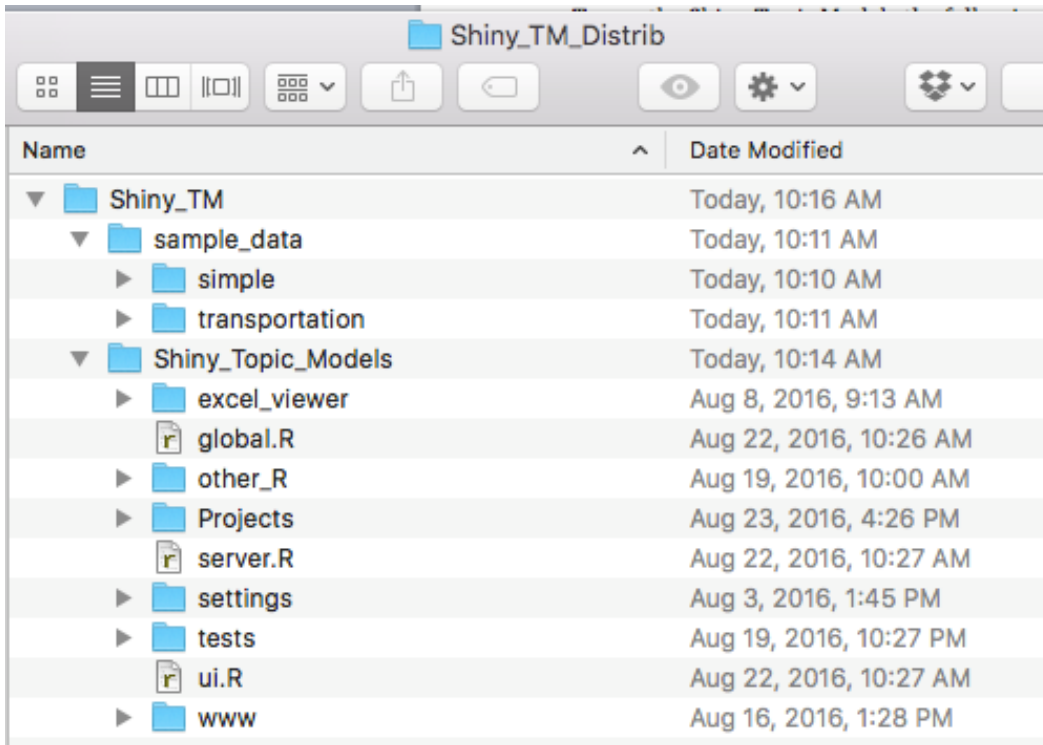 Shiny_TM_Distrib
Name Date Modified
Shiny_TM Today, 10:16 AM
sample_data Today, 10:11 AM
simple Today, 10:10 AM
transportation Today, 10:11 AM
Shiny_Topic_Models Today, 10:14 AM
excel_viewer Aug 8, 2016, 9:13 AM
global.R Aug 22, 2016, 10:26 AM
other_R Aug 19, 2016, 10:00 AM
Projects Aug 23, 2016, 4:26 PM
server.R Aug 22, 2016, 10:27 AM
settings Aug 3, 2016, 1:45 PM
tests Aug 19, 2016, 10:27 PM
ui.R Aug 22, 2016, 10:27 AM
www Aug 16, 2016, 1:28 PM